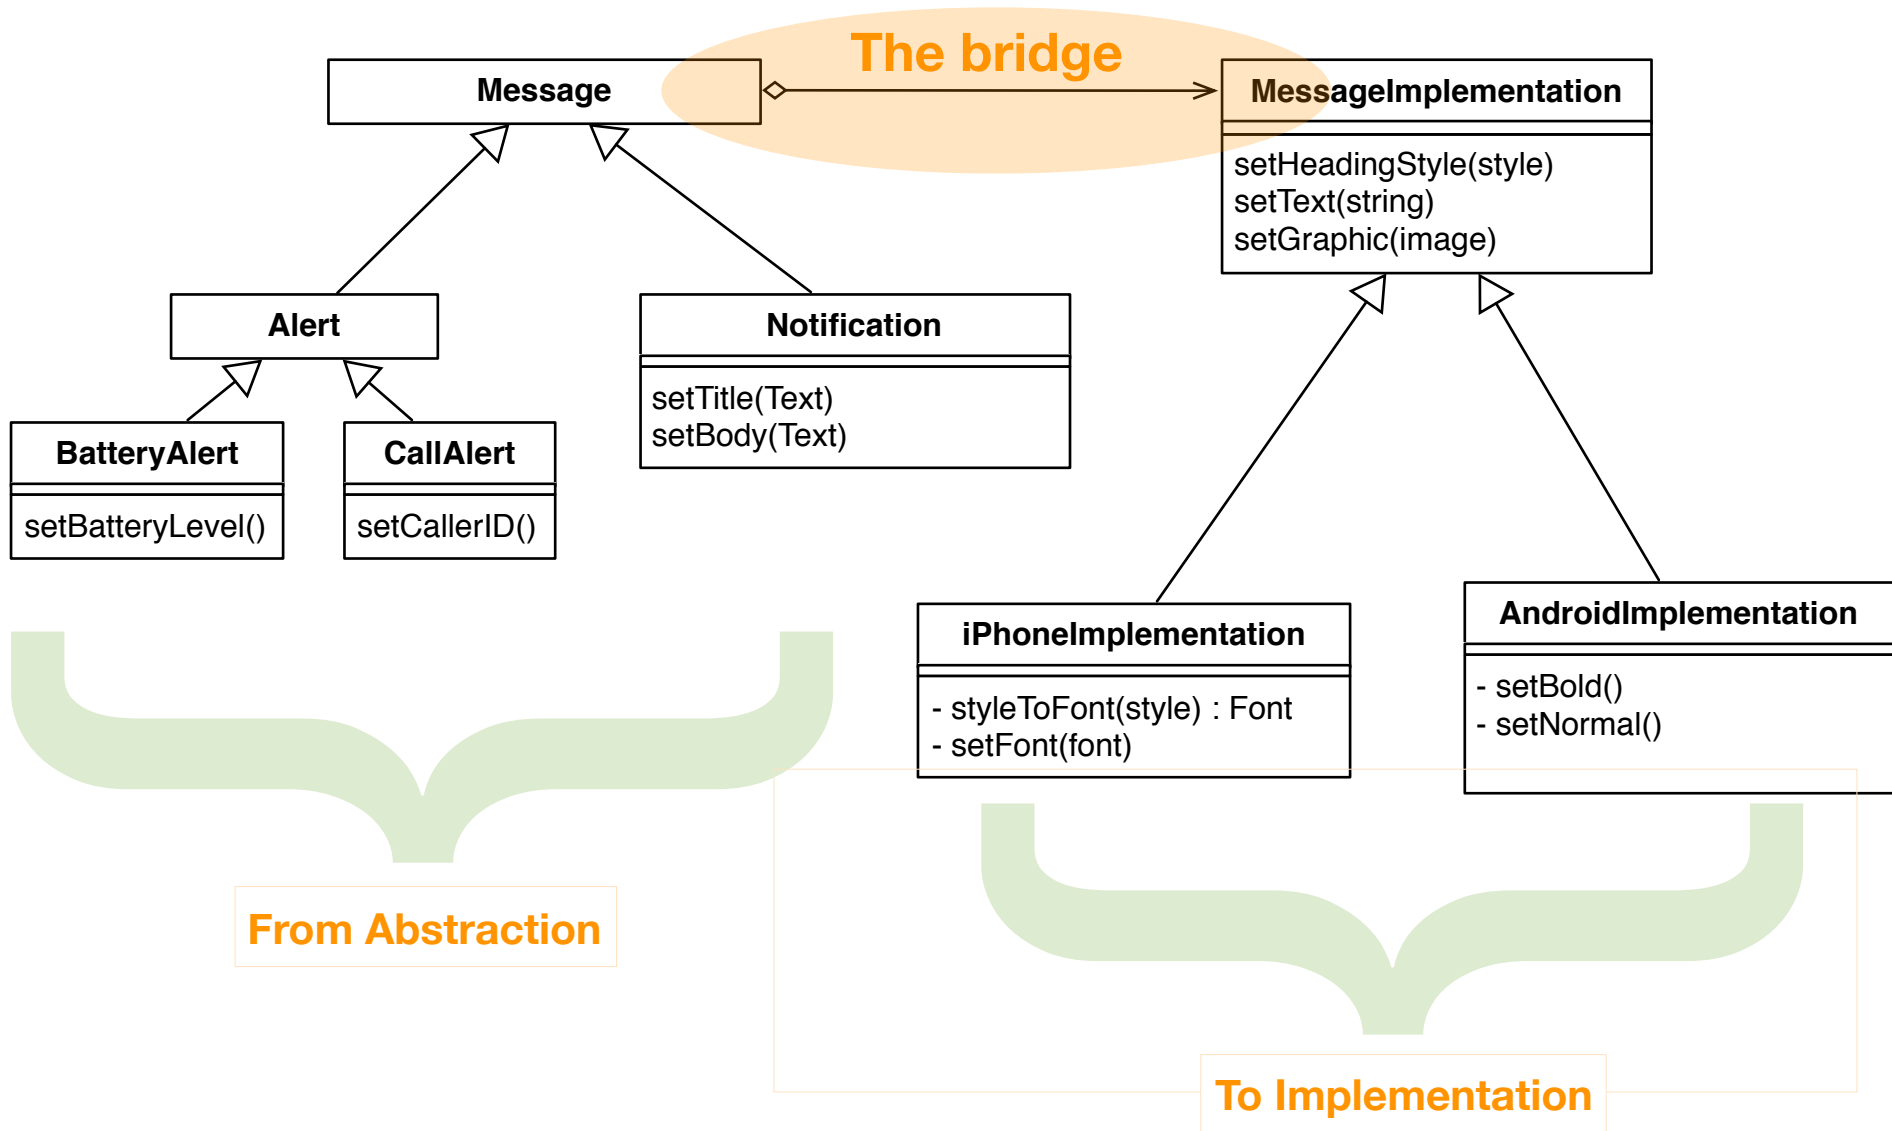 The bridge
Message
MessageImplementation
setHeadingStyle(style)
setText(string)
setGraphic(image)
Alert
Notification
setTitle(Text)
setBody(Text)
BatteryAlert
setBatteryLevel()
CallAlert
setCallerID()
iPhoneImplementation
- styleToFont(style) : Font
- setFont(font)
AndroidImplementation
- setBold()
- setNormal()
From Abstraction
To Implementation